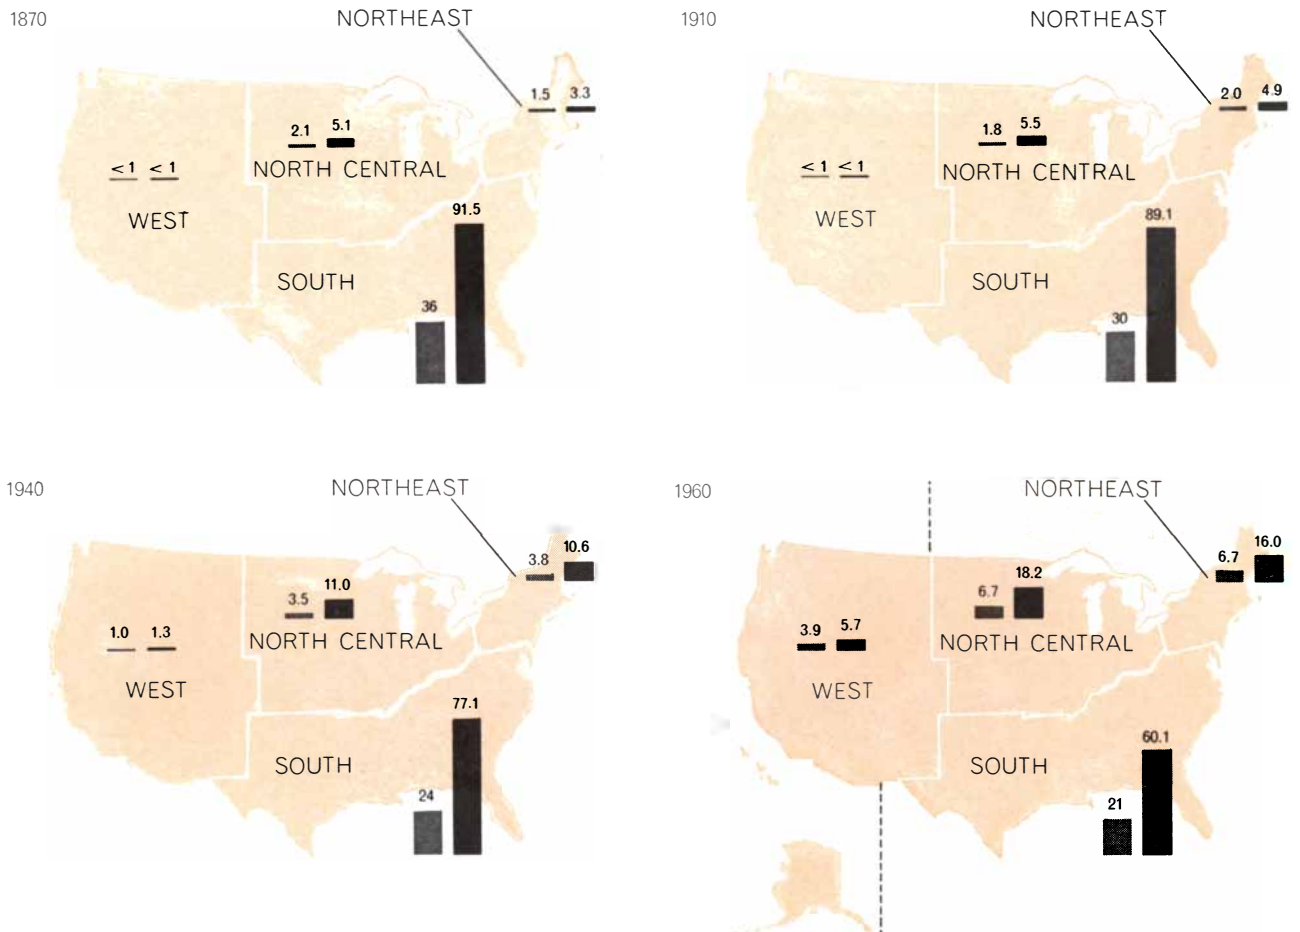 1870
NORTHEAST
1.5 3.3
2.1 5.1
NORTH CENTRAL
<1 <1
WEST
91.5
SOUTH
36
1910
NORTHEAST
2.0 4.9
1.8 5.5
NORTH CENTRAL
<1 <1
WEST
89.1
SOUTH
30
1940
NORTHEAST
3.8 10.6
3.5 11.0
NORTH CENTRAL
1.0 1.3
WEST
77.1
SOUTH
24
1960
NORTHEAST
6.7 16.0
6.7 18.2
NORTH CENTRAL
3.9 5.7
WEST
60.1
SOUTH
21